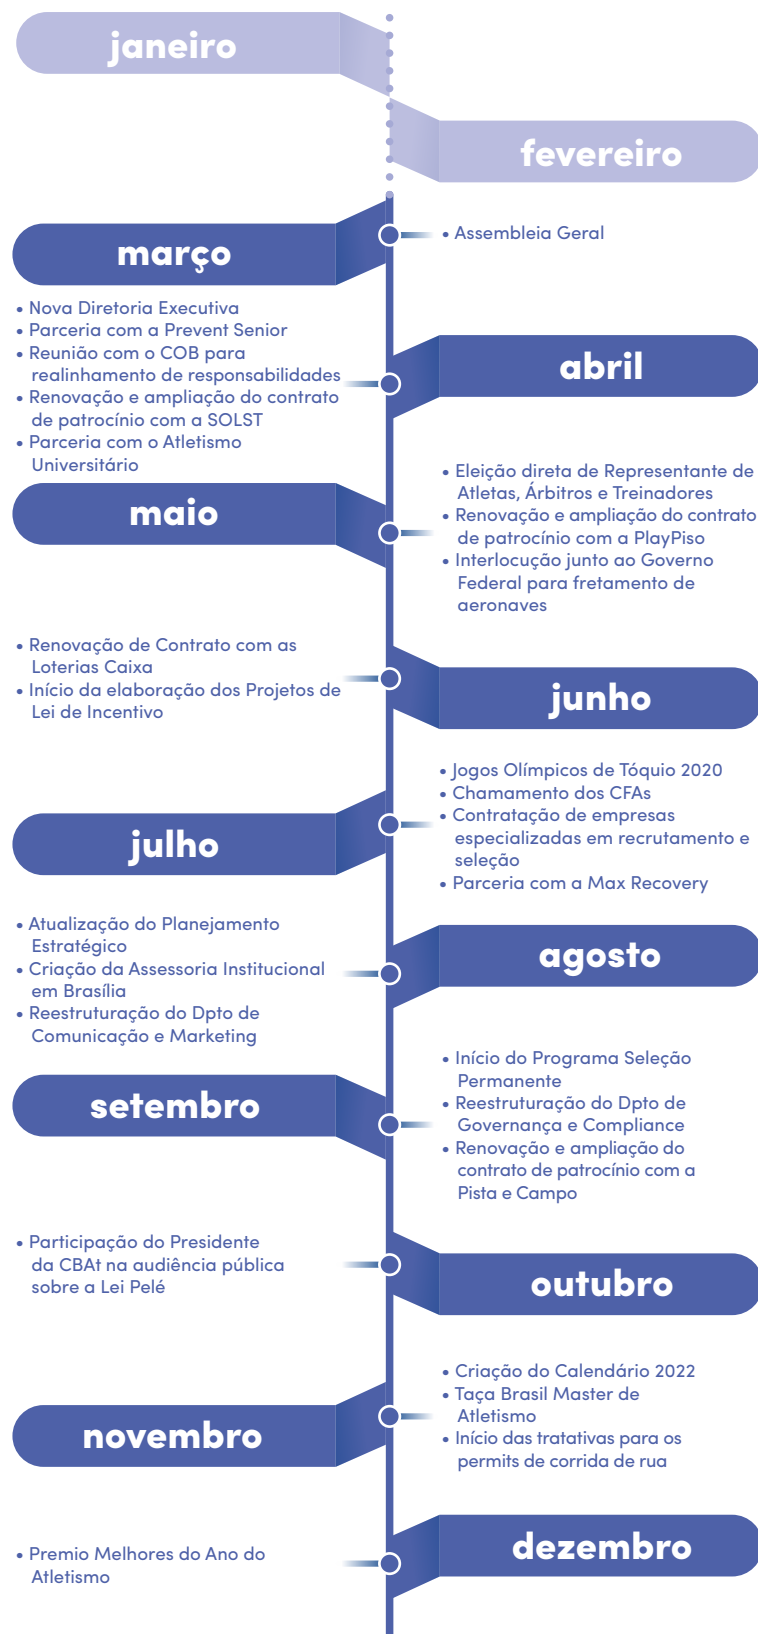 janeiro
fevereiro
• Assembleia Geral
março
• Nova Diretoria Executiva
• Parceria com a Prevent Senior
• Reunião com o COB para
realinhamento de responsabilidades
• Renovação e ampliação do contrato
de patrocínio com a SOLST
• Parceria com o Atletismo
Universitário
abril
• Eleição direta de Representante de
Atletas, Árbitros e Treinadores
• Renovação e ampliação do contrato
de patrocínio com a PlayPiso
• Interlocução junto ao Governo
Federal para fretamento de
aeronaves
maio
• Renovação de Contrato com as
Loterias Caixa
• Início da elaboração dos Projetos de
Lei de Incentivo
junho
• Jogos Olímpicos de Tóquio 2020
• Chamamento dos CFAs
• Contratação de empresas
especializadas em recrutamento e
seleção
• Parceria com a Max Recovery
julho
• Atualização do Planejamento
Estratégico
• Criação da Assessoria Institucional
em Brasília
• Reestruturação do Dpto de
Comunicação e Marketing
agosto
• Início do Programa Seleção
Permanente
• Reestruturação do Dpto de
Governança e Compliance
• Renovação e ampliação do
contrato de patrocínio com a
Pista e Campo
setembro
• Participação do Presidente
da CBAt na audiência pública
sobre a Lei Pelé
outubro
• Criação do Calendário 2022
• Taça Brasil Master de
Atletismo
• Início das tratativas para os
permits de corrida de rua
novembro
• Premio Melhores do Ano do
Atletismo
dezembro